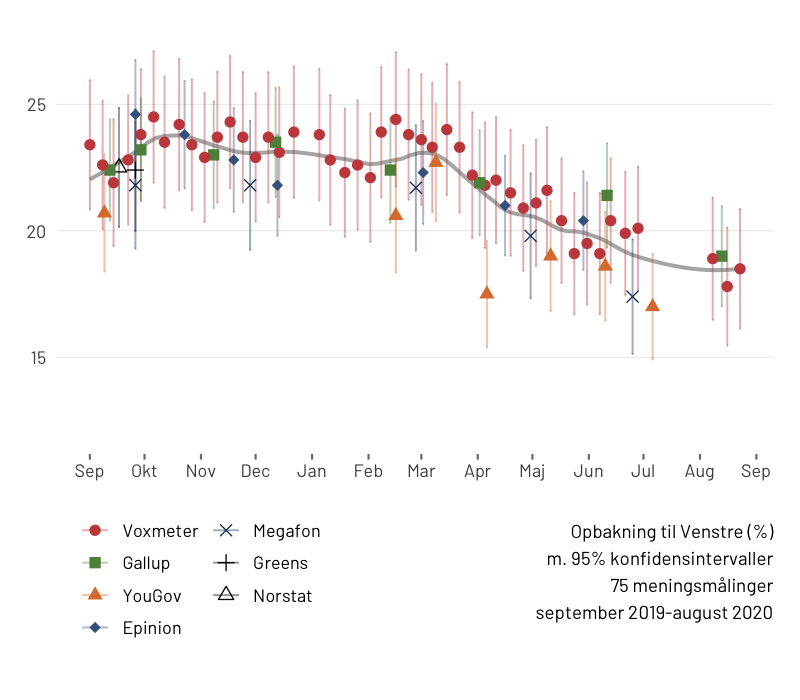 25
20
15
Sep Okt Nov Dec Jan Feb Mar Apr Maj Jun Jul Aug Sep
Voxmeter Megafon
Gallup Greens
YouGov Norstat
Epinion
Opbakning til Venstre (%)
m. 95% konfidensintervaller
75 meningsmålinger
september 2019-august 2020